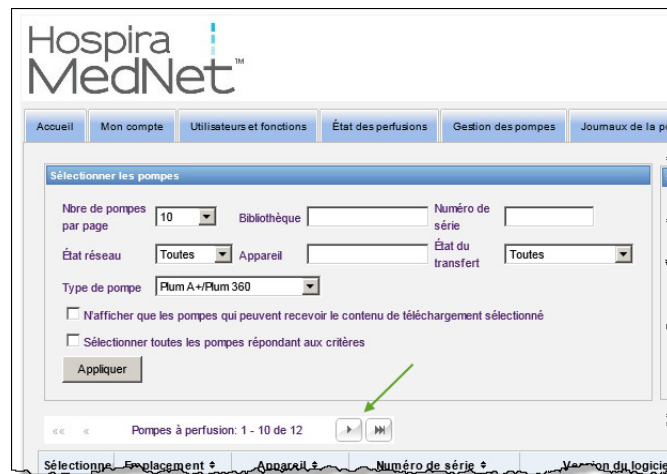 Hospira
MedNet™
Accueil Mon compte Utilisateurs et fonctions État des perfusions Gestion des pompes Journaux de la
Sélectionner les pompes
Nbre de pompes par page 10 Bibliothèque Numéro de série
État réseau Toutes Appareil État du transfert Toutes
Type de pompe Plum A+/Plum 360
N'afficher que les pompes qui peuvent recevoir le contenu de téléchargement sélectionné
Sélectionner toutes les pompes répondant aux critères
Appliquer
«« « Pompes à perfusion: 1 - 10 de 12
Sélectionne Emplacement Appareil Numéro de série Version du logicie